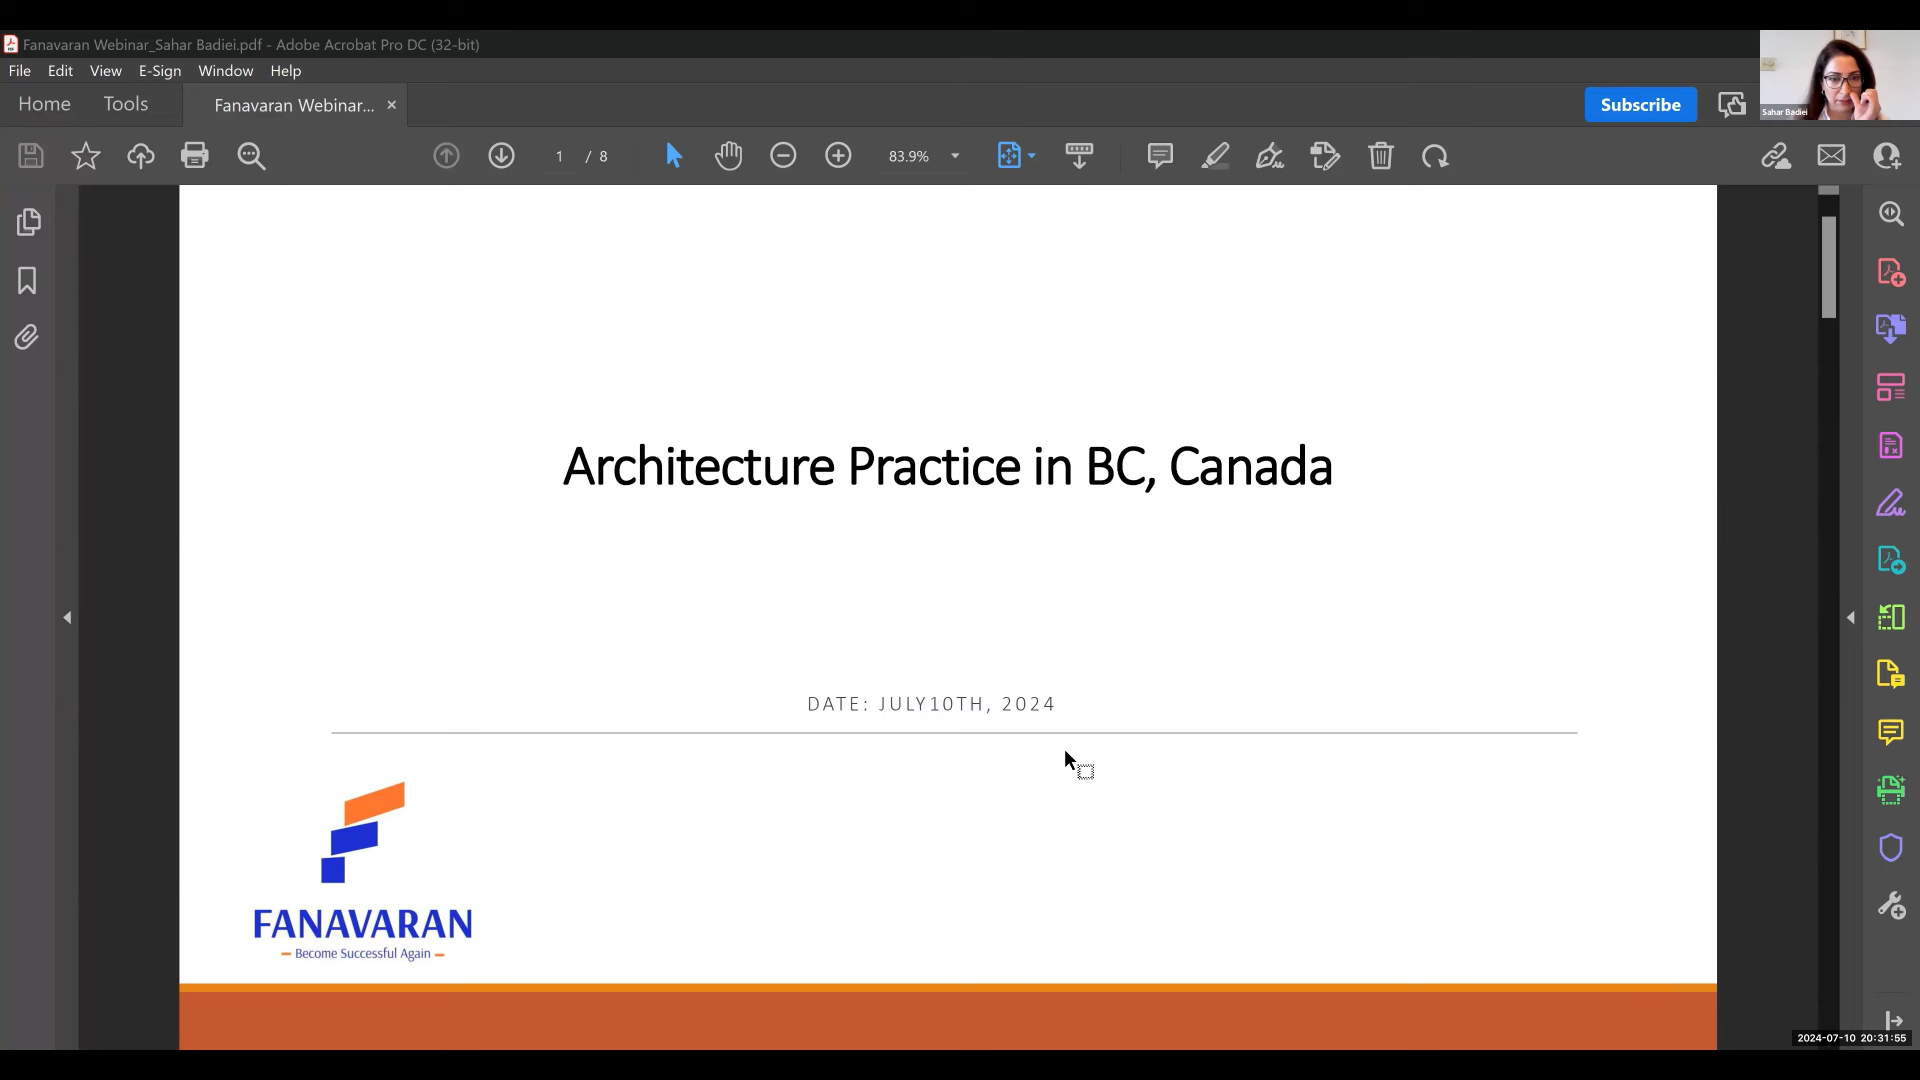 Fanavaran Webinar_Sahar Badiei.pdf - Adobe Acrobat Pro DC (32-bit)
File Edit View E-Sign Window Help
Home Tools Fanavaran Webinar... ×
Subscribe
Sahar Badiei
1 / 8
83.9%
Architecture Practice in BC, Canada
DATE: JULY10TH, 2024
FANAVARAN
– Become Successful Again –
2024-07-10 20:31:55